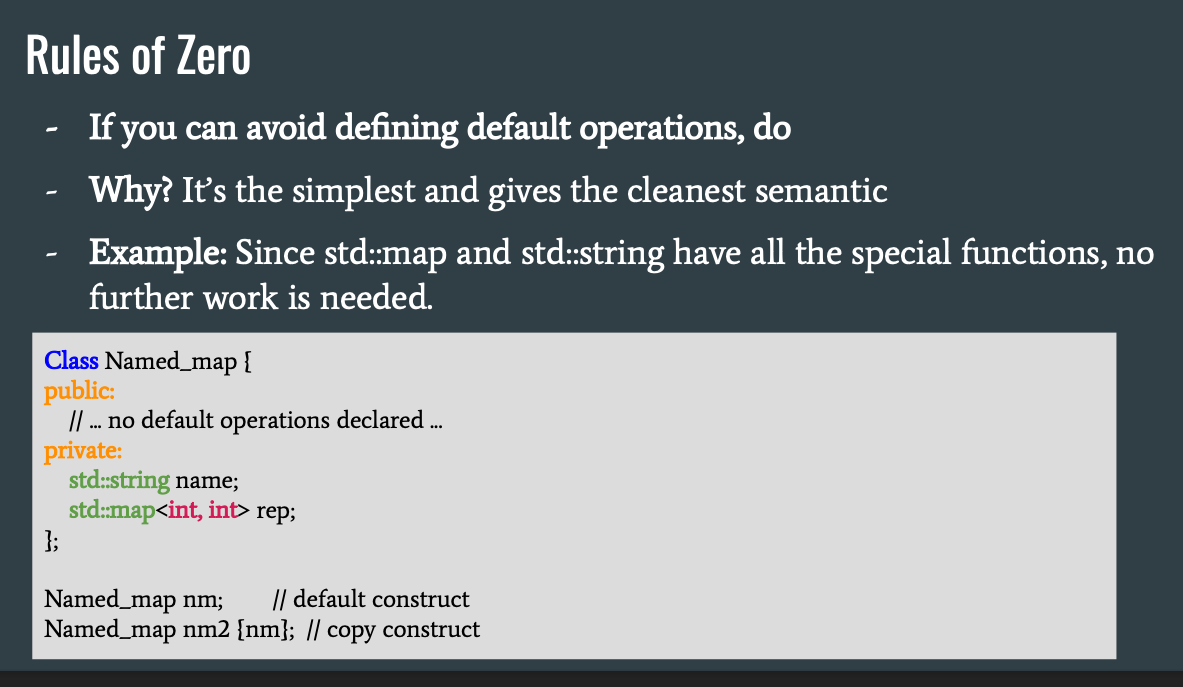 Rules of Zero
- If you can avoid defining default operations, do
- Why? It's the simplest and gives the cleanest semantic
- Example: Since std::map and std::string have all the special functions, no
further work is needed.
Class Named_map {
public:
// ... no default operations declared ...
private:
std::string name;
std::map<int, int> rep;
};
Named_map nm; // default construct
Named_map nm2 {nm}; // copy construct